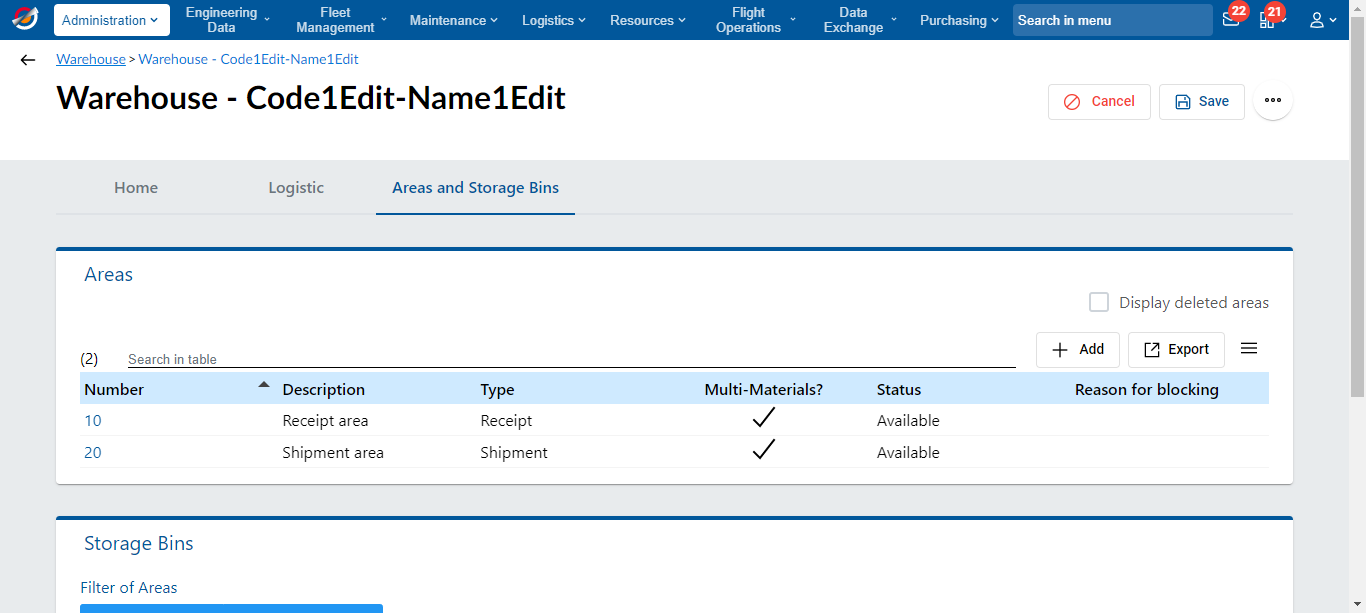 Administration
Engineering Data
Fleet Management
Maintenance
Logistics
Resources
Flight Operations
Data Exchange
Purchasing
Search in menu
22
21
Warehouse > Warehouse - Code1Edit-Name1Edit
Warehouse - Code1Edit-Name1Edit
Cancel
Save
Home
Logistic
Areas and Storage Bins
Areas
Display deleted areas
(2)
Search in table
Add
Export
Number Description Type Multi-Materials? Status Reason for blocking
10 Receipt area Receipt Available
20 Shipment area Shipment Available
Storage Bins
Filter of Areas